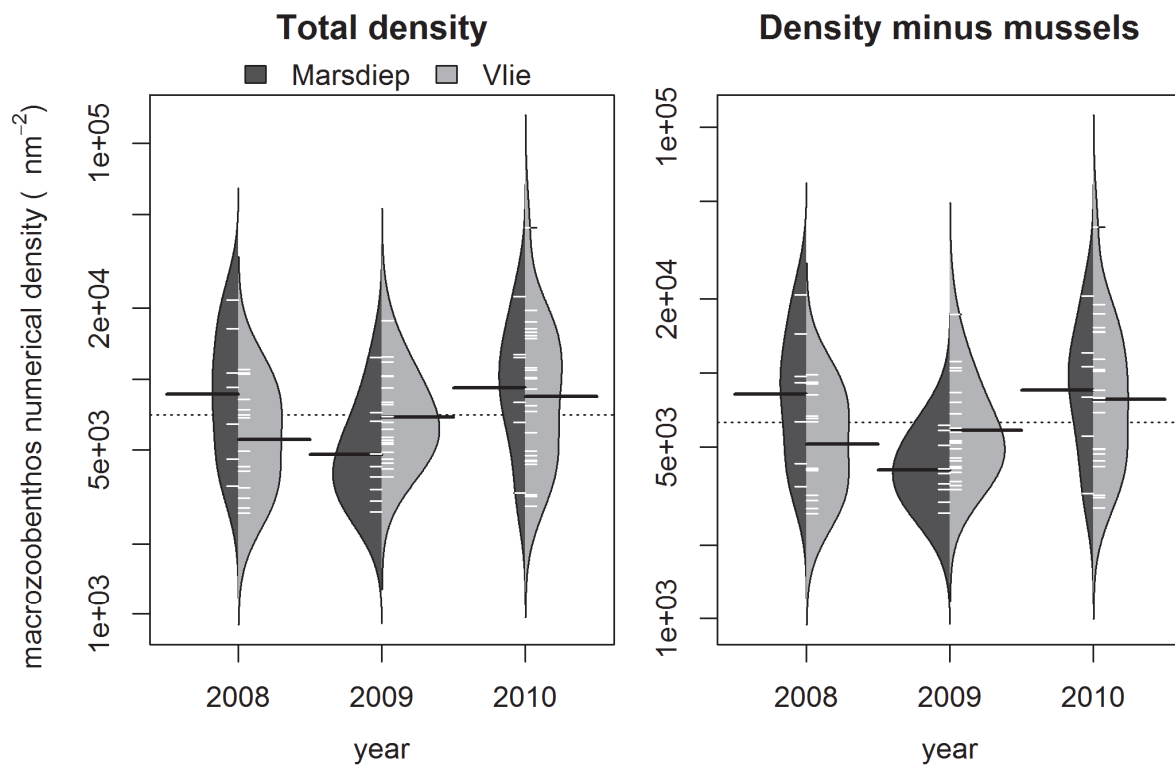 Total density
Density minus mussels
Marsdiep
Vlie
macrozoobenthos numerical density ( nm⁻²)
1e+05
2e+04
5e+03
1e+03
1e+05
2e+04
5e+03
1e+03
2008
2009
2010
2008
2009
2010
year
year